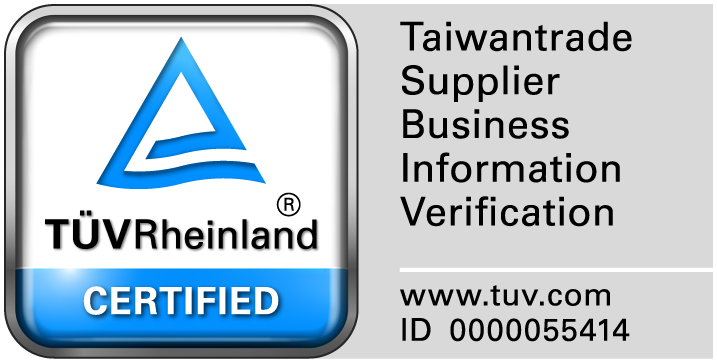 TÜVRheinland®
CERTIFIED
Taiwantrade
Supplier
Business
Information
Verification
www.tuv.com
ID 0000055414